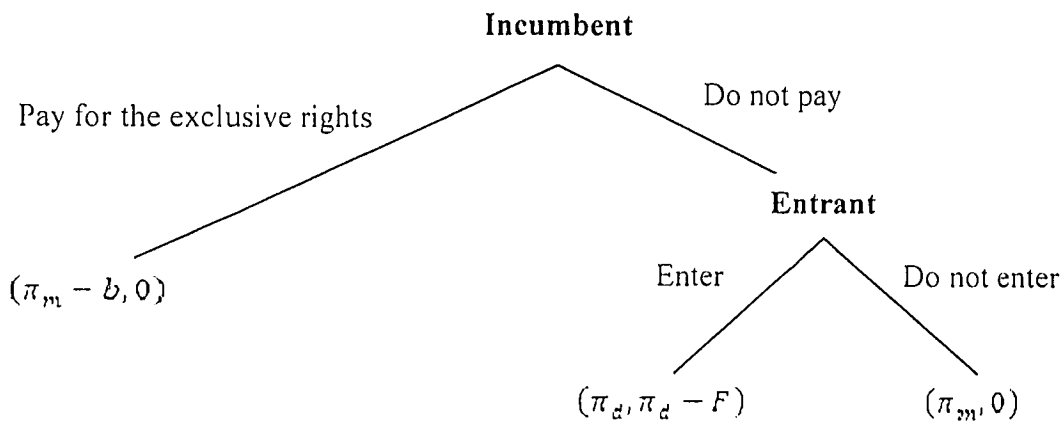 Incumbent
Do not pay
Pay for the exclusive rights
Entrant
Enter
Do not enter
(π_m − b, 0)
(π_d, π_d − F)
(π_m, 0)